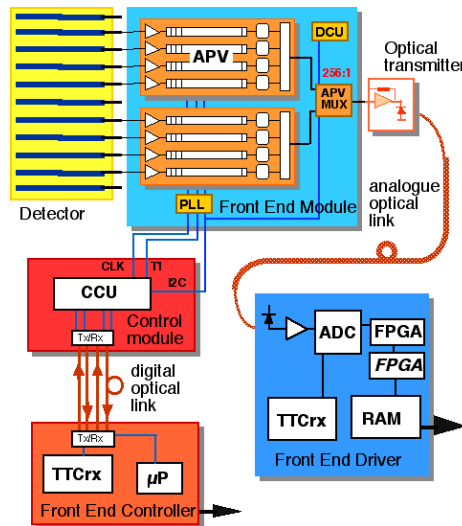 DCU
Optical
transmitter
APV
256:1
APV
MUX
PLL
Front End Module
Detector
analogue
optical
link
CLK
T1
I2C
CCU
Control
module
Tx/Rx
digital
optical
link
ADC
FPGA
FPGA
TTCrx
RAM
Front End Driver
Tx/Rx
TTCrx
µP
Front End Controller